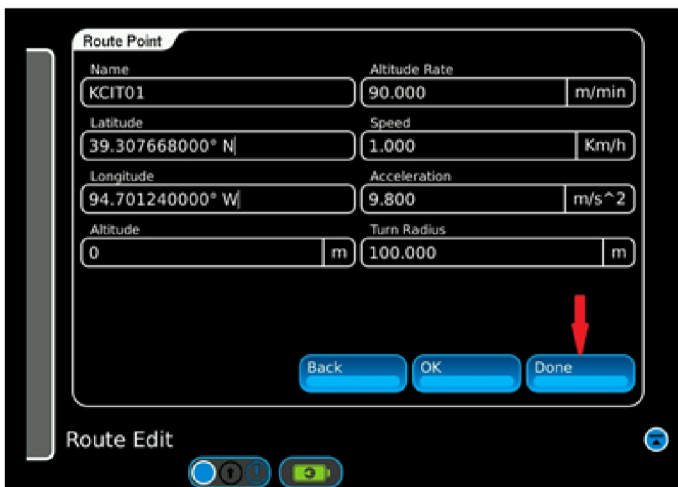 Route Point
Name
KCIT01
Altitude Rate
90.000 m/min
Latitude
39.307668000° N
Speed
1.000 Km/h
Longitude
94.701240000° W
Acceleration
9.800 m/s^2
Altitude
0 m
Turn Radius
100.000 m
Back
OK
Done
Route Edit